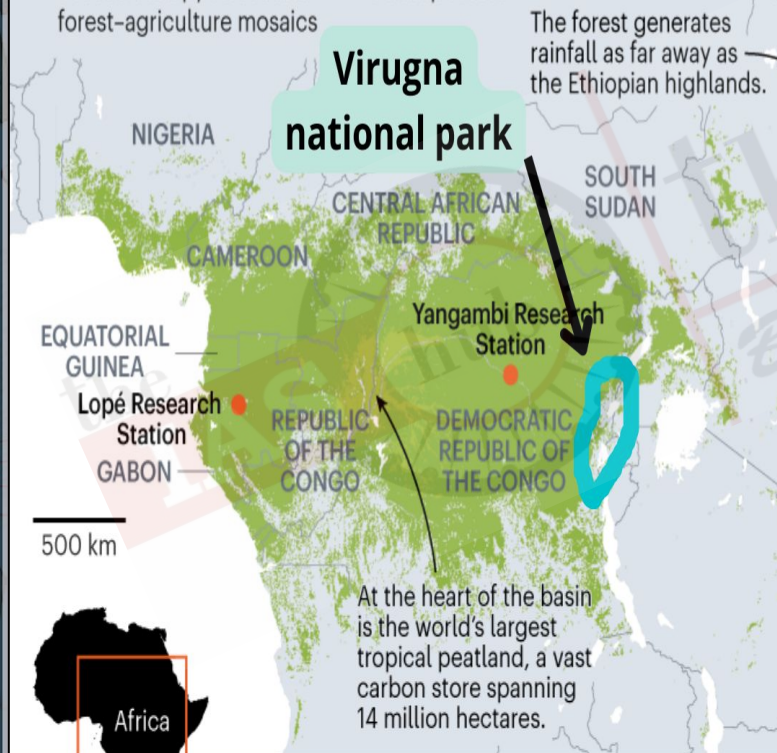 forest–agriculture mosaics
The forest generates
rainfall as far away as
the Ethiopian highlands.
Virugna
national park
NIGERIA
SOUTH
SUDAN
CENTRAL AFRICAN
REPUBLIC
CAMEROON
Yangambi Research
Station
EQUATORIAL
GUINEA
Lopé Research
Station
REPUBLIC
OF THE
CONGO
DEMOCRATIC
REPUBLIC OF
THE CONGO
GABON
500 km
At the heart of the basin
is the world's largest
tropical peatland, a vast
carbon store spanning
14 million hectares.
Africa
the
IAS
hub